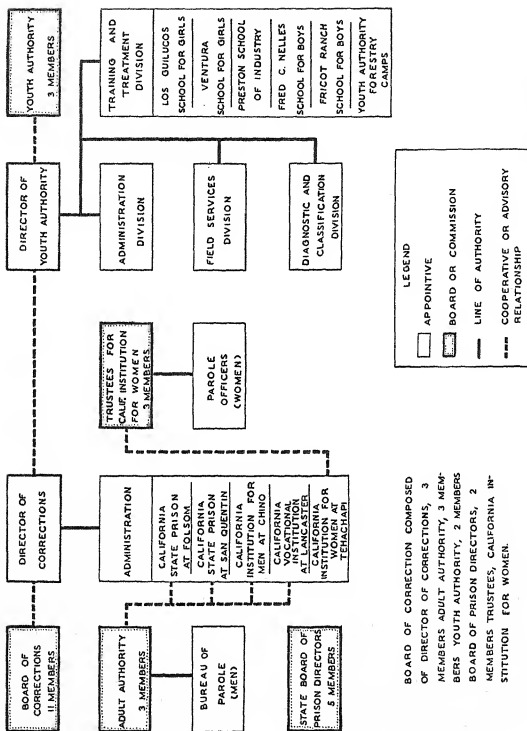 BOARD OF
CORRECTIONS
11 MEMBERS
DIRECTOR OF
CORRECTIONS
DIRECTOR OF
YOUTH AUTHORITY
YOUTH AUTHORITY
3 MEMBERS
ADULT AUTHORITY
3 MEMBERS
BUREAU OF
PAROLE
(MEN)
STATE BOARD OF
PRISON DIRECTORS
5 MEMBERS
ADMINISTRATION
CALIFORNIA
STATE PRISON
AT FOLSOM
CALIFORNIA
STATE PRISON
AT SAN QUENTIN
CALIFORNIA
INSTITUTION FOR
MEN AT CHINO
CALIFORNIA
VOCATIONAL
INSTITUTION
AT LANCASTER
CALIFORNIA
INSTITUTION FOR
WOMEN AT
TEHACHAPI
TRUSTEES FOR
CALIF. INSTITUTION
FOR WOMEN
3 MEMBERS
PAROLE
OFFICERS
(WOMEN)
ADMINISTRATION
DIVISION
FIELD SERVICES
DIVISION
DIAGNOSTIC AND
CLASSIFICATION
DIVISION
TRAINING AND
TREATMENT
DIVISION
LOS GUILUCOS
SCHOOL FOR GIRLS
VENTURA
SCHOOL FOR GIRLS
PRESTON SCHOOL
OF INDUSTRY
FRED C. NELLES
SCHOOL FOR BOYS
FRICOT RANCH
SCHOOL FOR BOYS
YOUTH AUTHORITY
FORESTRY
CAMPS
BOARD OF CORRECTION COMPOSED
OF DIRECTOR OF CORRECTIONS, 3
MEMBERS ADULT AUTHORITY, 3 MEM-
BERS YOUTH AUTHORITY, 2 MEMBERS
BOARD OF PRISON DIRECTORS, 2
MEMBERS TRUSTEES, CALIFORNIA IN-
STITUTION FOR WOMEN.
LEGEND
APPOINTIVE
BOARD OR COMMISSION
LINE OF AUTHORITY
COOPERATIVE OR ADVISORY
RELATIONSHIP